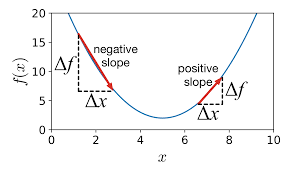 20
15
10
5
0
f(x)
negative
slope
Δf
Δx
positive
slope
Δf
Δx
0
2
4
6
8
10
x